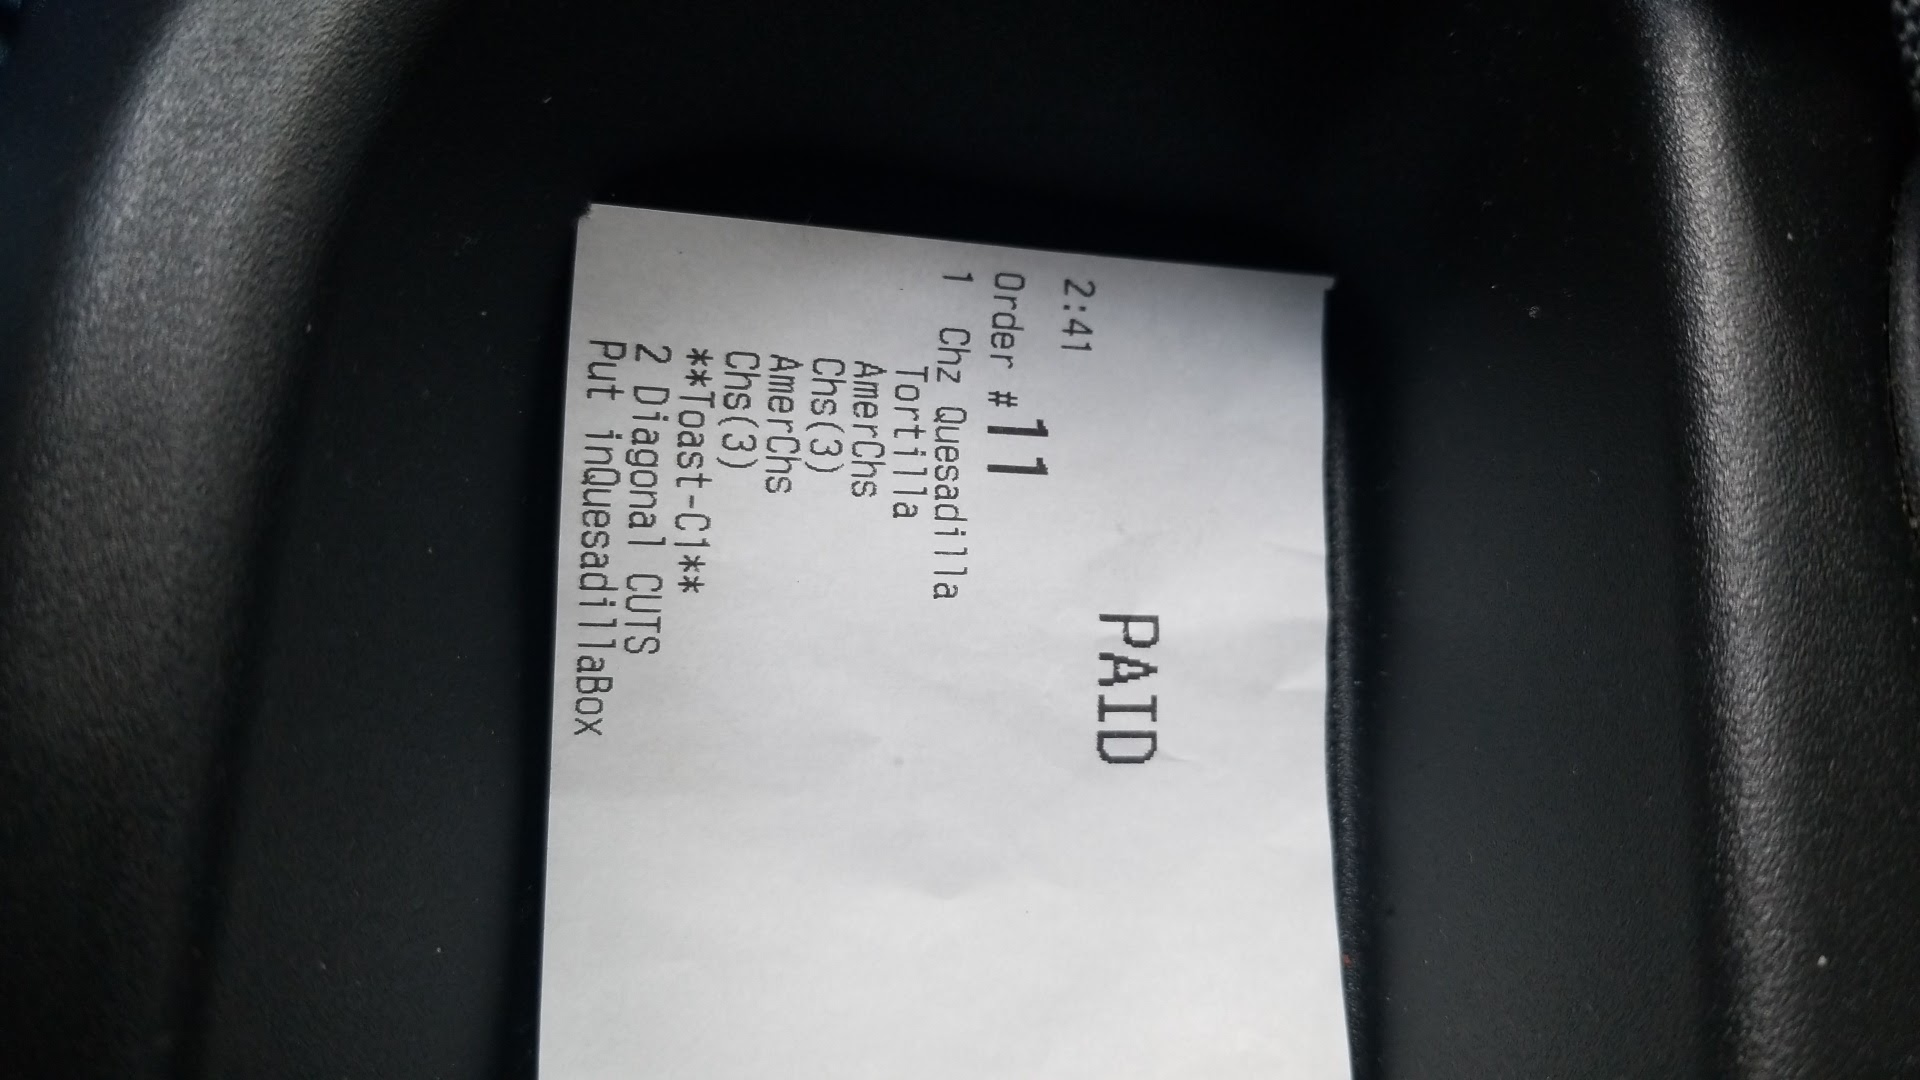 PAID
2:41
Order #11
1 Chz Quesadilla
Tortilla
AmerChs
Chs(3)
AmerChs
Chs(3)
**Toast-C1**
2 Diagonal CUTS
Put inQuesadillaBox